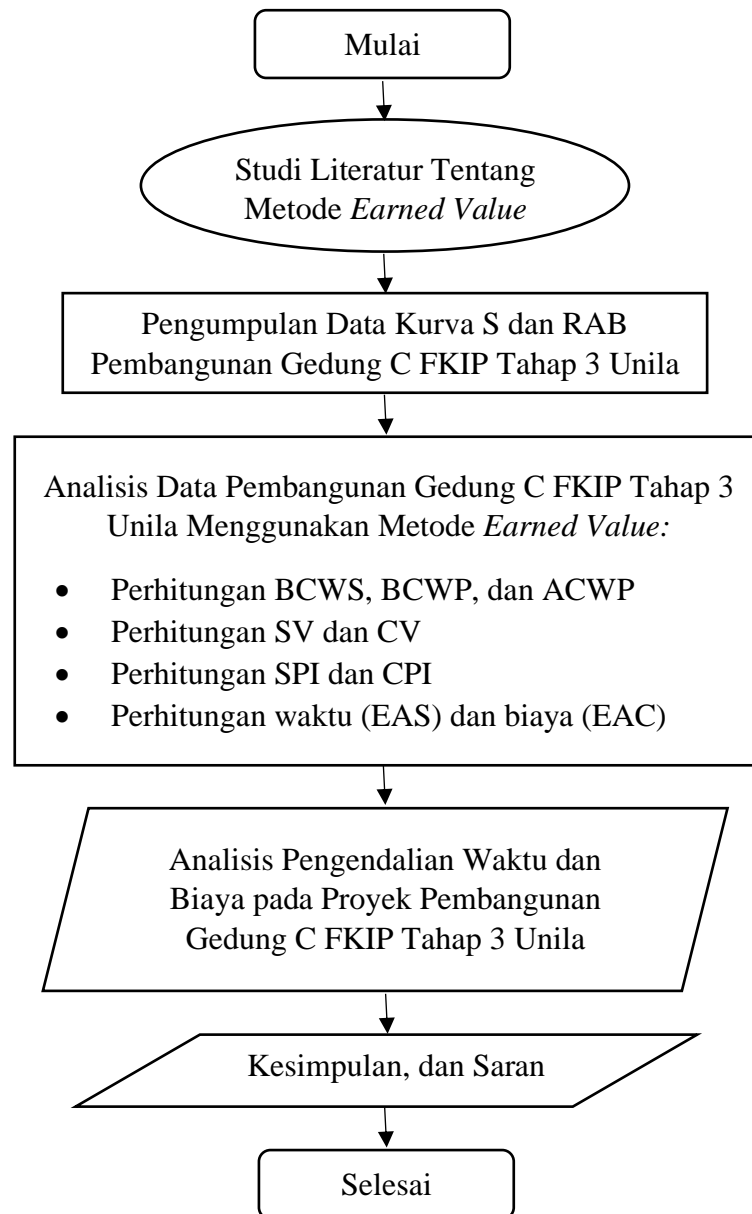 Mulai
Studi Literatur Tentang
Metode Earned Value
Pengumpulan Data Kurva S dan RAB
Pembangunan Gedung C FKIP Tahap 3 Unila
Analisis Data Pembangunan Gedung C FKIP Tahap 3
Unila Menggunakan Metode Earned Value:
• Perhitungan BCWS, BCWP, dan ACWP
• Perhitungan SV dan CV
• Perhitungan SPI dan CPI
• Perhitungan waktu (EAS) dan biaya (EAC)
Analisis Pengendalian Waktu dan
Biaya pada Proyek Pembangunan
Gedung C FKIP Tahap 3 Unila
Kesimpulan, dan Saran
Selesai